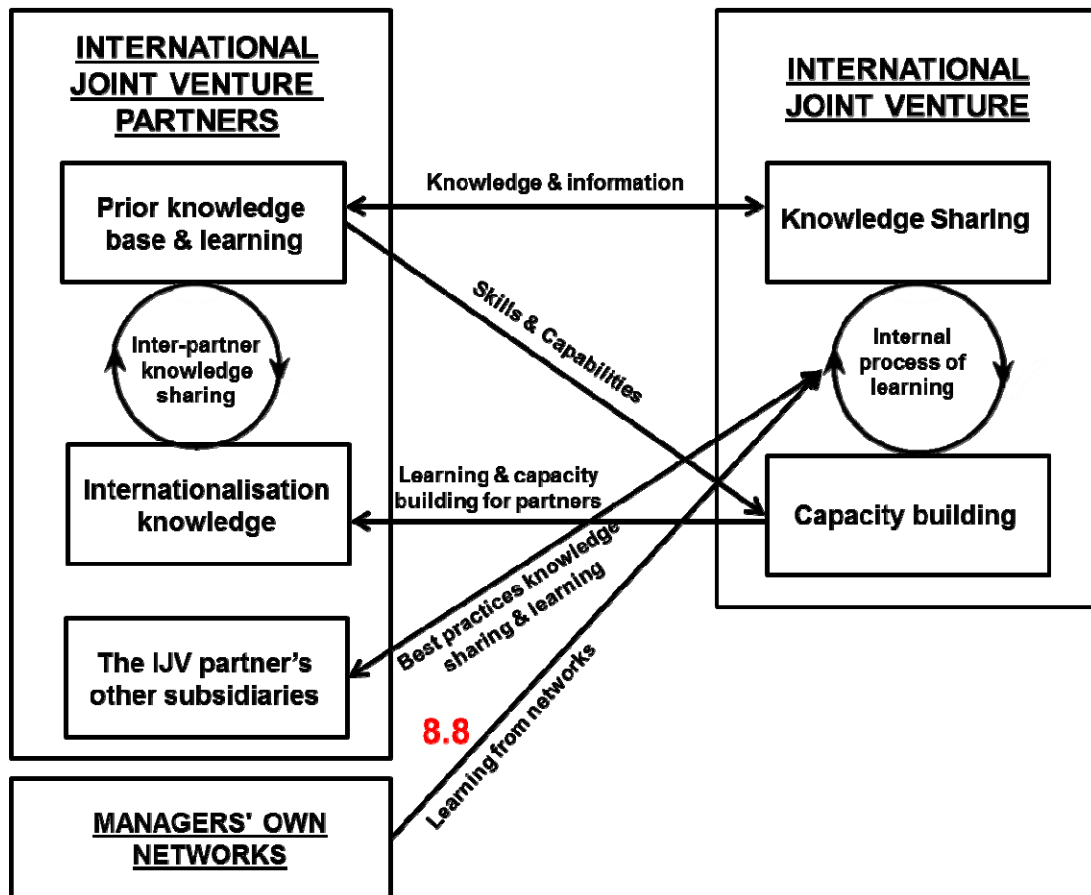 INTERNATIONAL
JOINT VENTURE
PARTNERS
Prior knowledge
base & learning
Inter-partner
knowledge
sharing
Internationalisation
knowledge
The IJV partner's
other subsidiaries
MANAGERS' OWN
NETWORKS
Knowledge & information
Skills & Capabilities
Learning & capacity
building for partners
Best practices knowledge
sharing & learning
8.8
Learning from networks
INTERNATIONAL
JOINT VENTURE
Knowledge Sharing
Internal
process of
learning
Capacity building